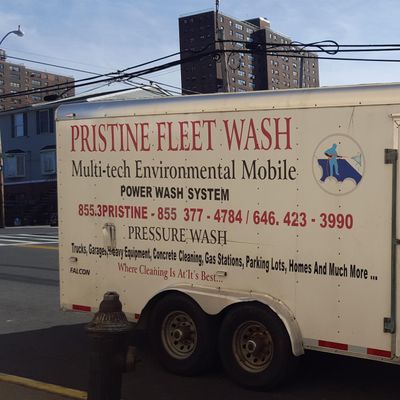 PRISTINE FLEET WASH
Multi-tech Environmental Mobile
POWER WASH SYSTEM
855.3PRISTINE - 855 377-4784 / 646. 423 - 3990
PRESSURE WASH
Trucks, Garages, Heavy Equipment, Concrete Cleaning, Gas Stations, Parking Lots, Homes And Much More ...
Where Cleaning Is At'Its Best...
FALCON